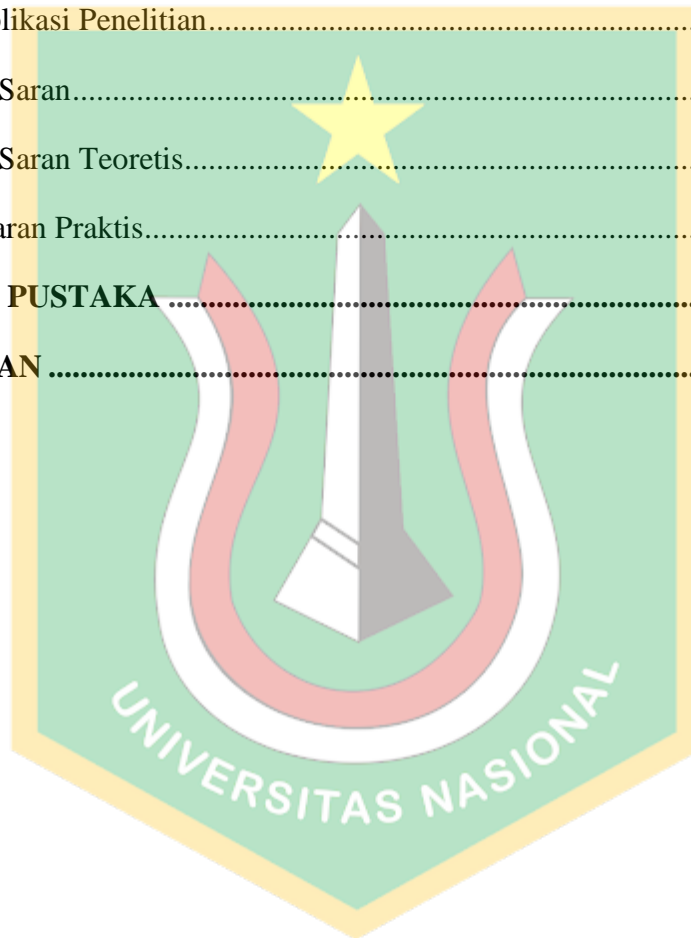 likasi Penelitian........................................................
Saran..............................................................................
Saran Teoretis...............................................................
aran Praktis....................................................................
PUSTAKA ................................................................
AN ..................................................................................
UNIVERSITAS NASIONAL